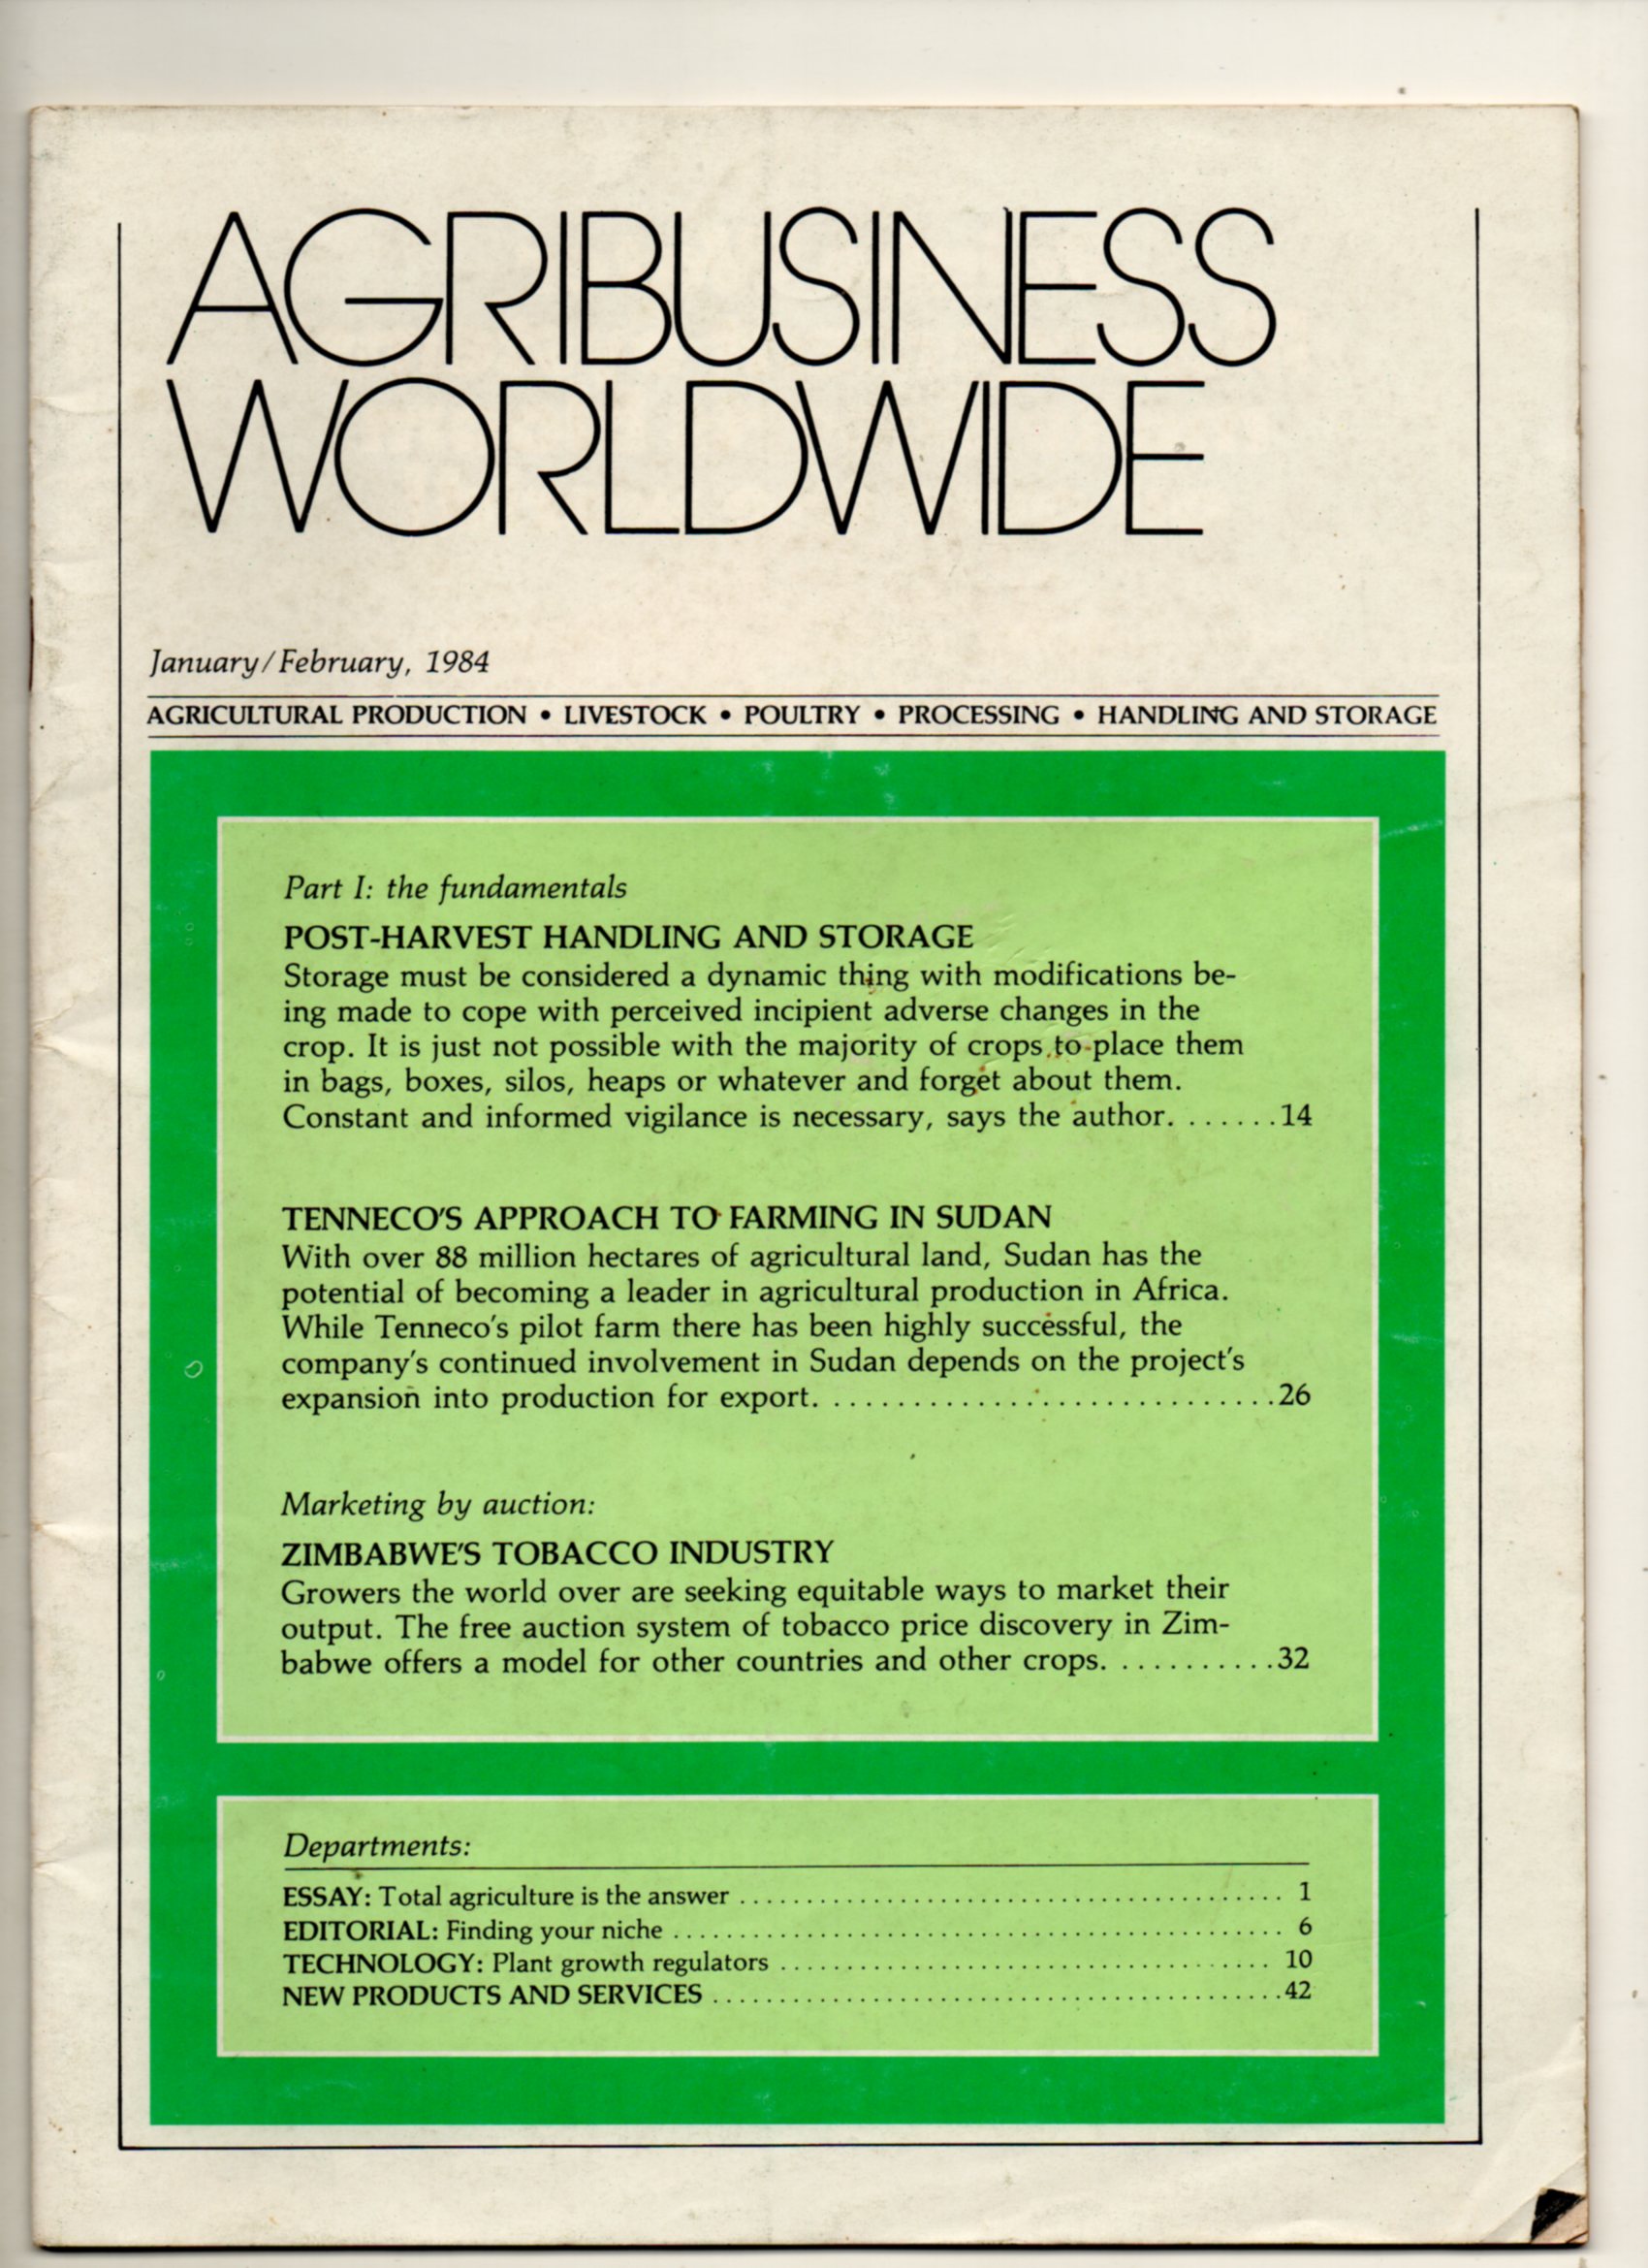 AGRIBUSINESS
WORLDWIDE
January/February, 1984
AGRICULTURAL PRODUCTION • LIVESTOCK • POULTRY • PROCESSING • HANDLING AND STORAGE
Part I: the fundamentals
POST-HARVEST HANDLING AND STORAGE
Storage must be considered a dynamic thing with modifications be-
ing made to cope with perceived incipient adverse changes in the
crop. It is just not possible with the majority of crops to place them
in bags, boxes, silos, heaps or whatever and forget about them.
Constant and informed vigilance is necessary, says the author. ......14
TENNECO'S APPROACH TO FARMING IN SUDAN
With over 88 million hectares of agricultural land, Sudan has the
potential of becoming a leader in agricultural production in Africa.
While Tenneco's pilot farm there has been highly successful, the
company's continued involvement in Sudan depends on the project's
expansion into production for export. ............................26
Marketing by auction:
ZIMBABWE'S TOBACCO INDUSTRY
Growers the world over are seeking equitable ways to market their
output. The free auction system of tobacco price discovery in Zim-
babwe offers a model for other countries and other crops. ..........32
Departments:
ESSAY: Total agriculture is the answer ........................................ 1
EDITORIAL: Finding your niche ............................................. 6
TECHNOLOGY: Plant growth regulators .................................... 10
NEW PRODUCTS AND SERVICES ..........................................42